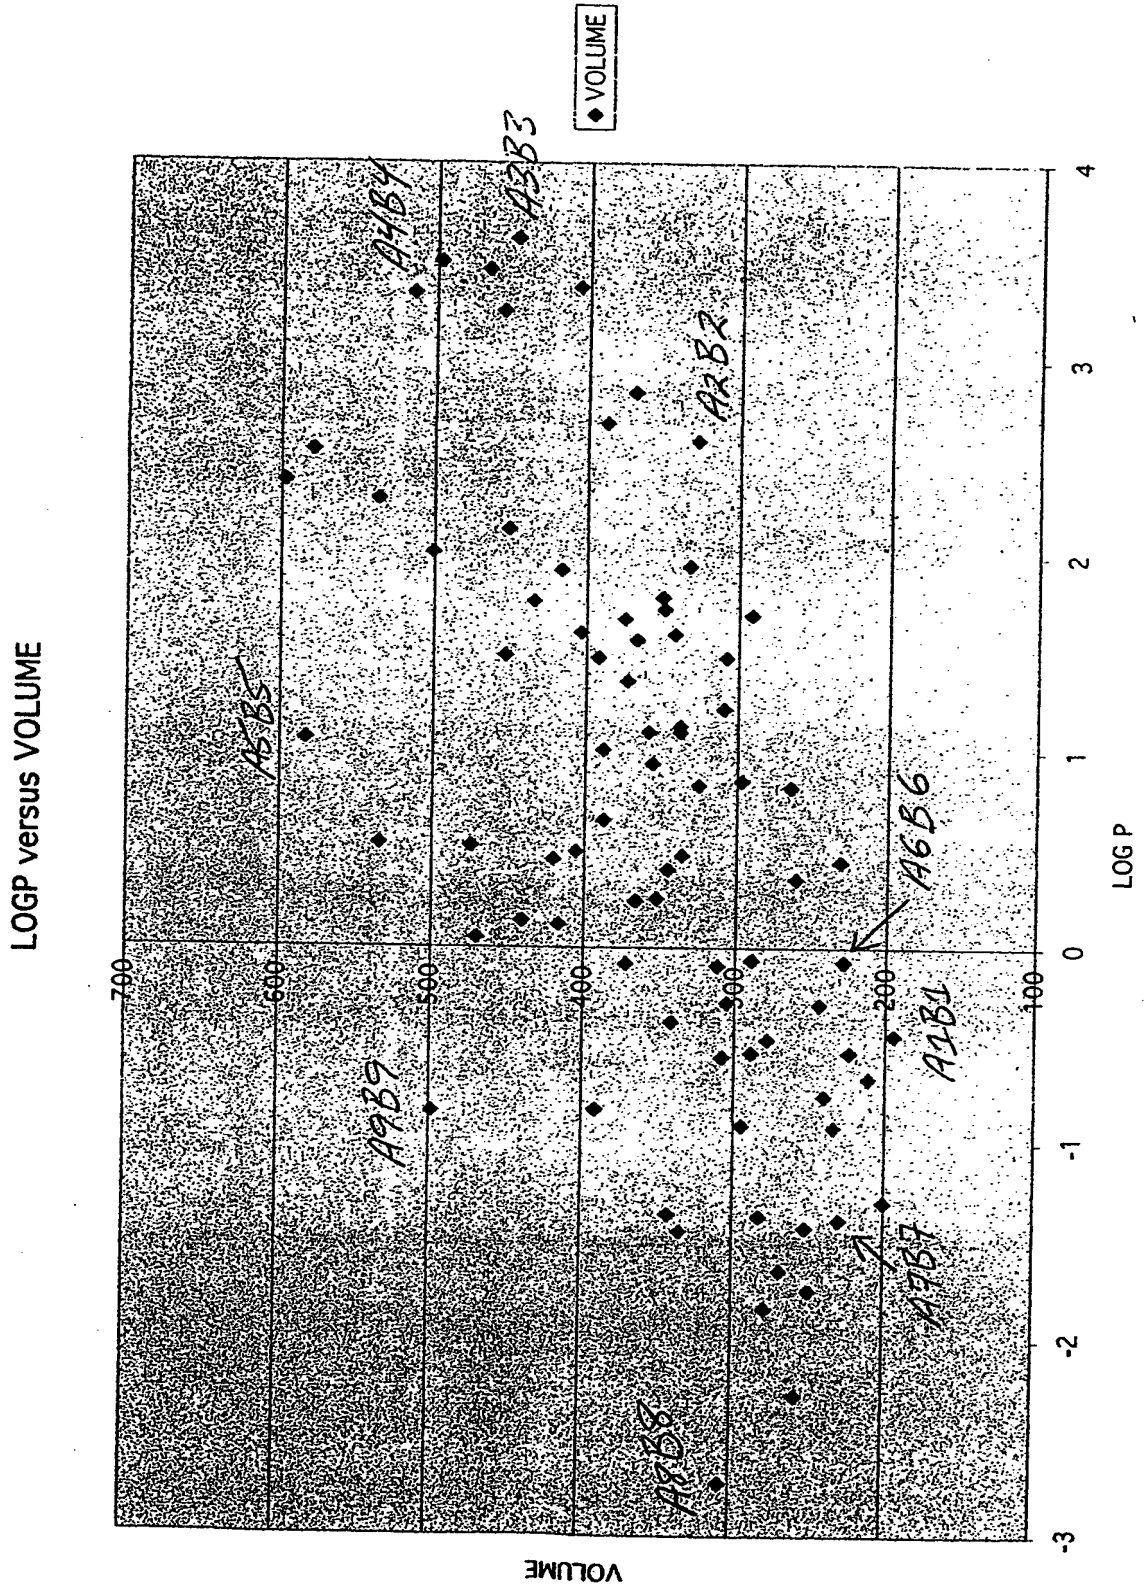 LOGP versus VOLUME
VOLUME
700
600
500
400
300
200
100
-3
-2
-1
0
1
2
3
4
LOG P
◆ VOLUME
A8B8
A9B9
A5B5
A4B4
A3B3
A2B2
A6B6
A1B1
A7B7